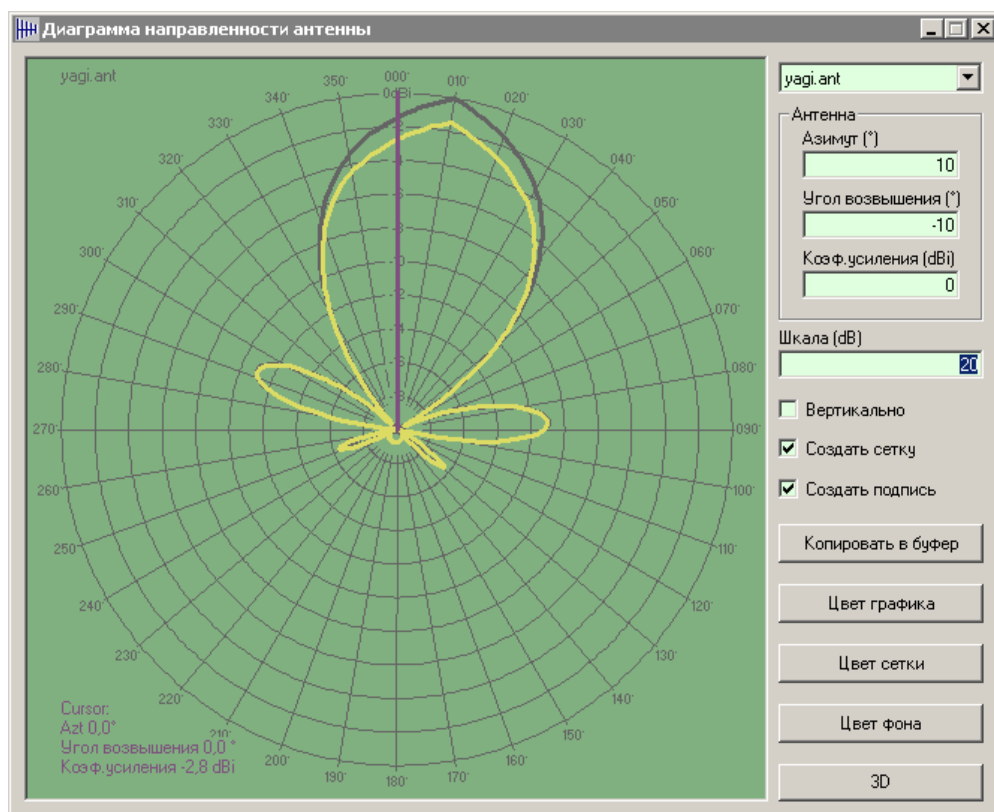 Диаграмма направленности антенны
yagi.ant
000°
0dBi
010°
020°
030°
040°
050°
060°
070°
080°
090°
100°
110°
120°
130°
140°
150°
160°
170°
180°
190°
200°
210°
220°
230°
240°
250°
260°
270°
280°
290°
300°
310°
320°
330°
340°
350°
Cursor:
Azt 0,0°
Угол возвышения 0,0 °
Коэф.усиления -2,8 dBi
yagi.ant
Антенна
Азимут (°)
10
Угол возвышения (°)
-10
Коэф.усиления (dBi)
0
Шкала (dB)
20
Вертикально
Создать сетку
Создать подпись
Копировать в буфер
Цвет графика
Цвет сетки
Цвет фона
3D